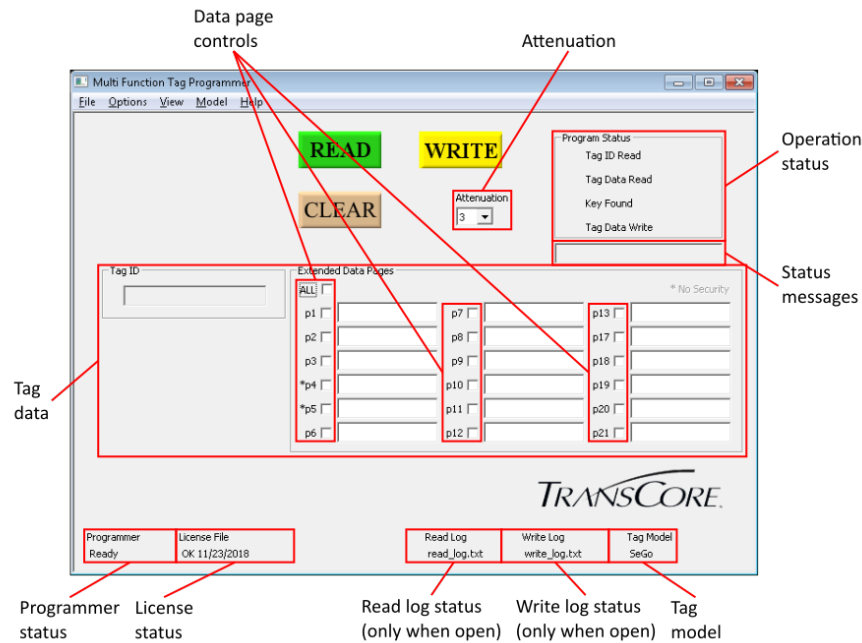 Data page
controls
Attenuation
Multi Function Tag Programmer
File Options View Model Help
READ
WRITE
CLEAR
Attenuation
3
Program Status
Tag ID Read
Tag Data Read
Key Found
Tag Data Write
Operation
status
Status
messages
Tag ID
Extended Data Pages
* No Security
ALL
p1 p7 p13
p2 p8 p17
p3 p9 p18
*p4 p10 p19
*p5 p11 p20
p6 p12 p21
Tag
data
TRANSCORE.
Programmer
Ready
License File
OK 11/23/2018
Read Log
read_log.txt
Write Log
write_log.txt
Tag Model
SeGo
Programmer
status
License
status
Read log status
(only when open)
Write log status
(only when open)
Tag
model